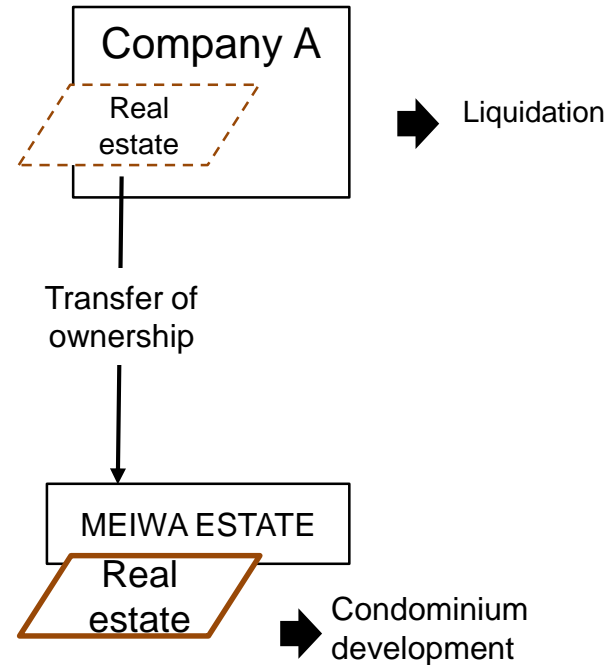 Company A
Real
estate
Liquidation
Transfer of
ownership
MEIWA ESTATE
Real
estate
Condominium
development